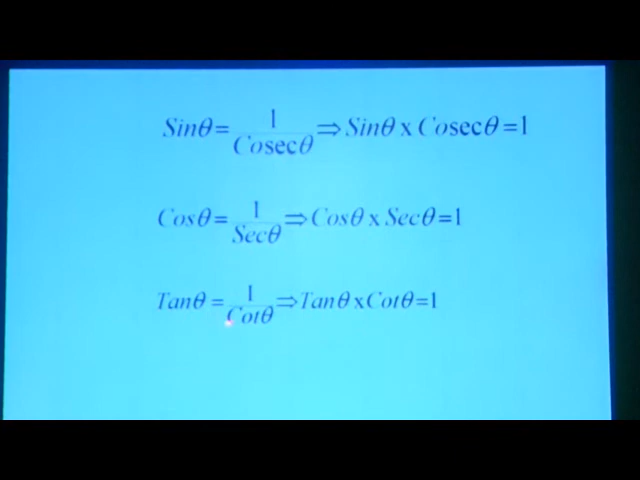 Sinθ = 1/Cosecθ ⇒ Sinθ x Cosecθ = 1
Cosθ = 1/Secθ ⇒ Cosθ x Secθ = 1
Tanθ = 1/Cotθ ⇒ Tanθ x Cotθ = 1